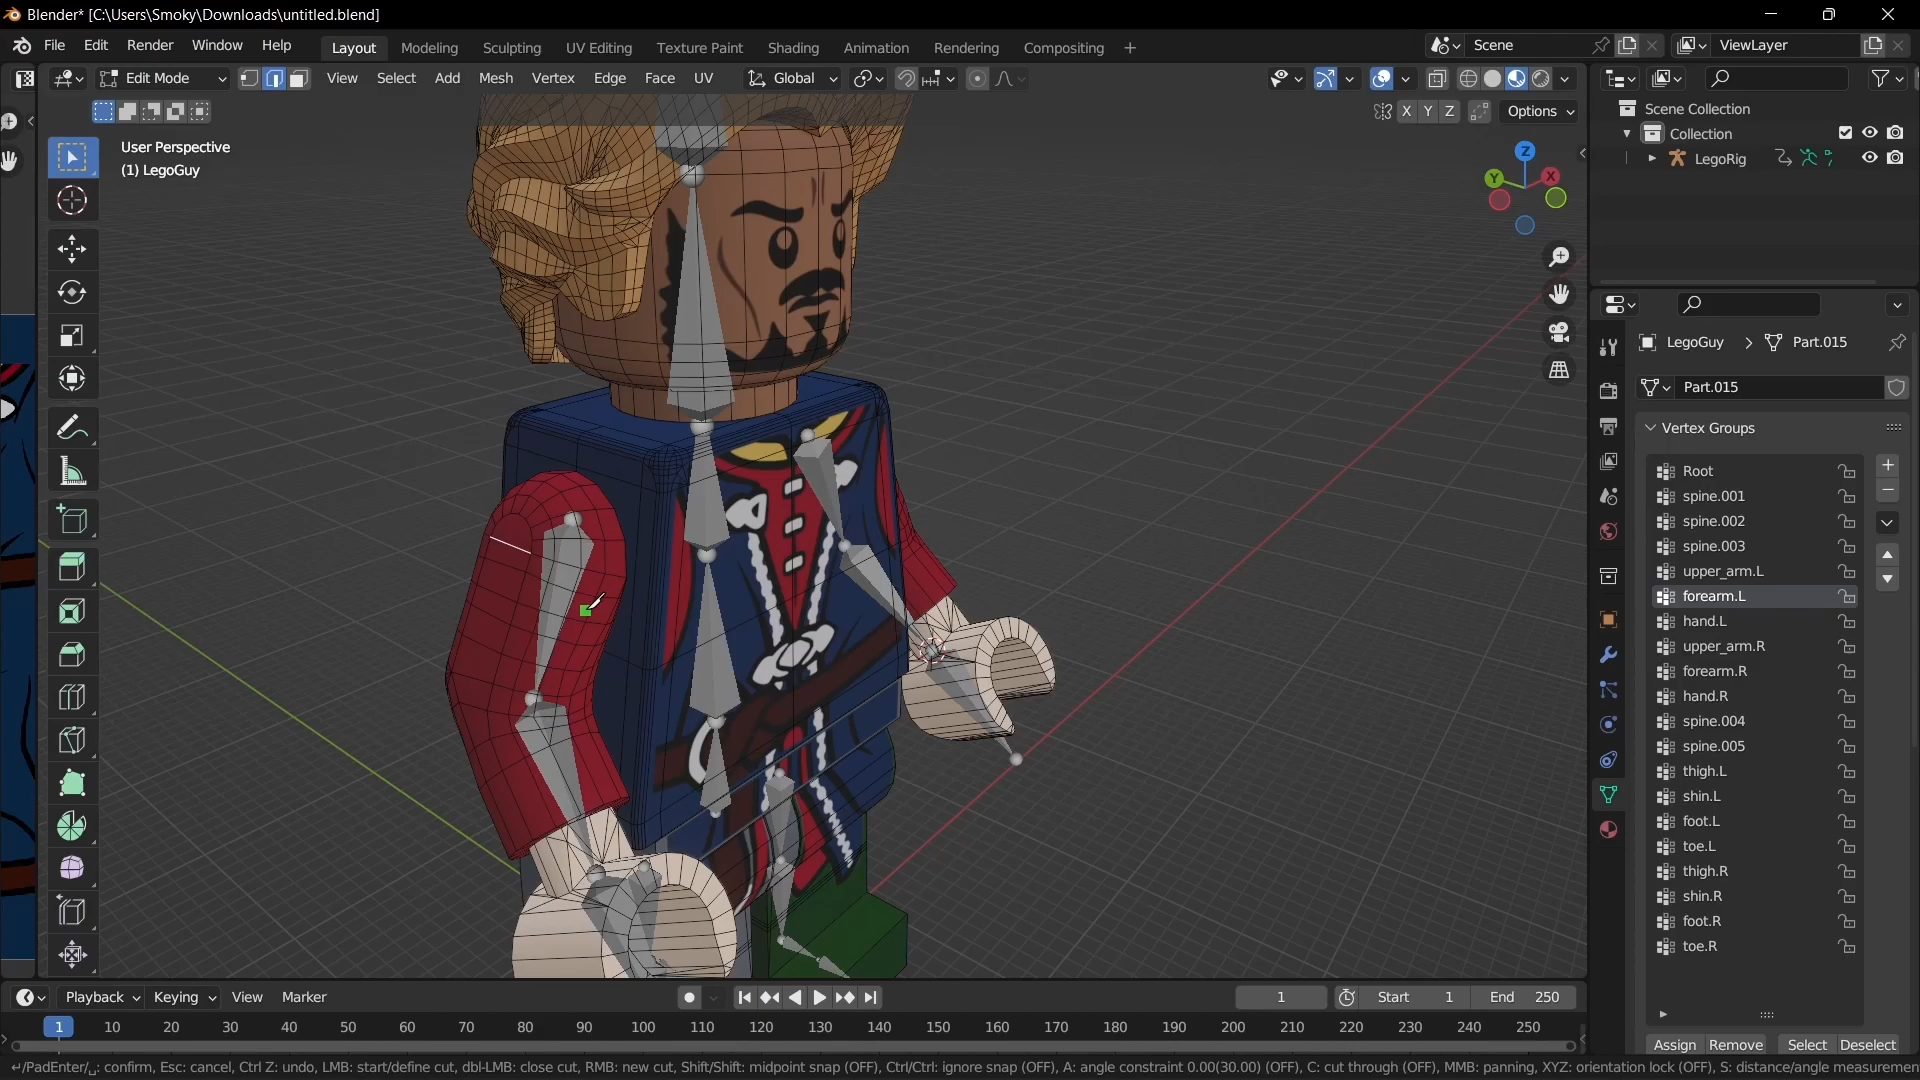 Blender* [C:\Users\Smoky\Downloads\untitled.blend]
File Edit Render Window Help
Layout Modeling Sculpting UV Editing Texture Paint Shading Animation Rendering Compositing +
Scene
ViewLayer
Edit Mode
View Select Add Mesh Vertex Edge Face UV
Global
X Y Z
Options
User Perspective
(1) LegoGuy
Z
Y
X
Scene Collection
Collection
LegoRig
LegoGuy > Part.015
Part.015
Vertex Groups
Root
spine.001
spine.002
spine.003
upper_arm.L
forearm.L
hand.L
upper_arm.R
forearm.R
hand.R
spine.004
spine.005
thigh.L
shin.L
foot.L
toe.L
thigh.R
shin.R
foot.R
toe.R
Assign Remove Select Deselect
Playback Keying View Marker
1
Start 1
End 250
1 10 20 30 40 50 60 70 80 90 100 110 120 130 140 150 160 170 180 190 200 210 220 230 240 250
↵/PadEnter/␣: confirm, Esc: cancel, Ctrl Z: undo, LMB: start/define cut, dbl-LMB: close cut, RMB: new cut, Shift/Shift: midpoint snap (OFF), Ctrl/Ctrl: ignore snap (OFF), A: angle constraint 0.00(30.00) (OFF), C: cut through (OFF), MMB: panning, XYZ: orientation lock (OFF), S: distance/angle measuremen